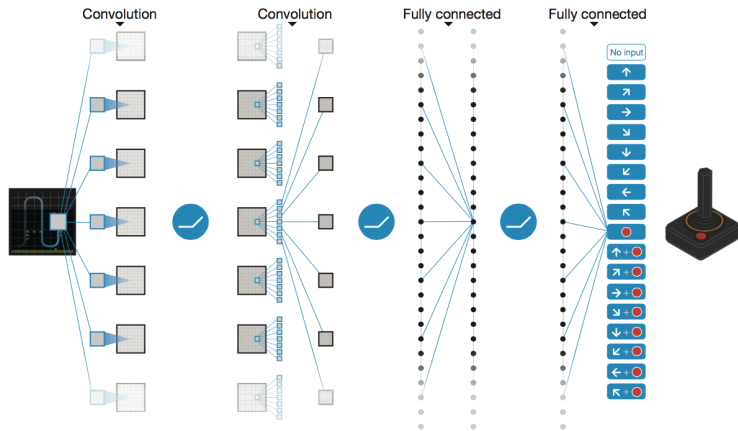 Convolution
Convolution
Fully connected
Fully connected
No input
+
+
+
+
+
+
+
+